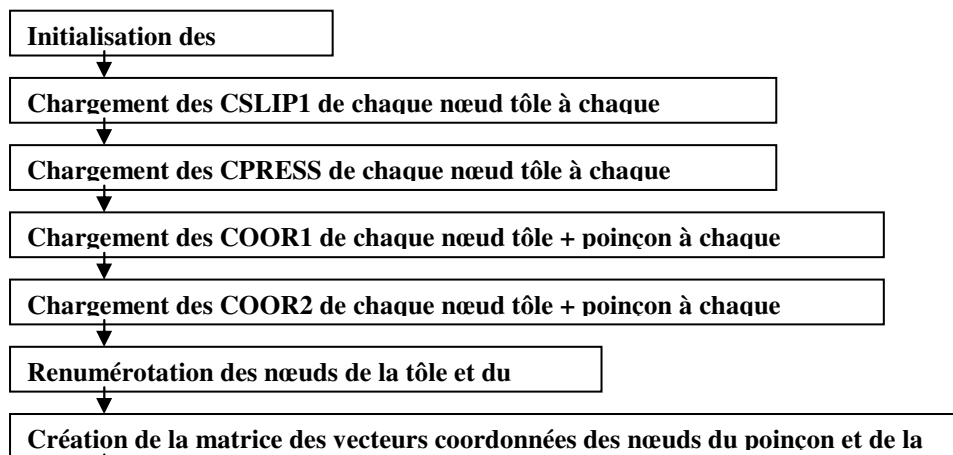 Initialisation des
Chargement des CSLIP1 de chaque nœud tôle à chaque
Chargement des CPRESS de chaque nœud tôle à chaque
Chargement des COOR1 de chaque nœud tôle + poinçon à chaque
Chargement des COOR2 de chaque nœud tôle + poinçon à chaque
Renumérotation des nœuds de la tôle et du
Création de la matrice des vecteurs coordonnées des nœuds du poinçon et de la